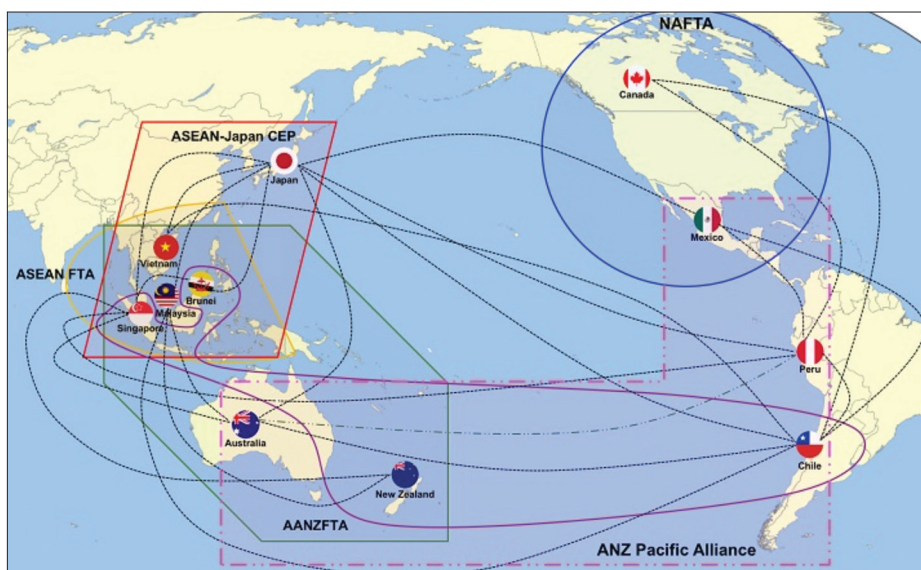 NAFTA
Canada
ASEAN-Japan CEP
Japan
Mexico
Vietnam
ASEAN FTA
Brunei
Malaysia
Singapore
Peru
Australia
Chile
New Zealand
AANZFTA
ANZ Pacific Alliance